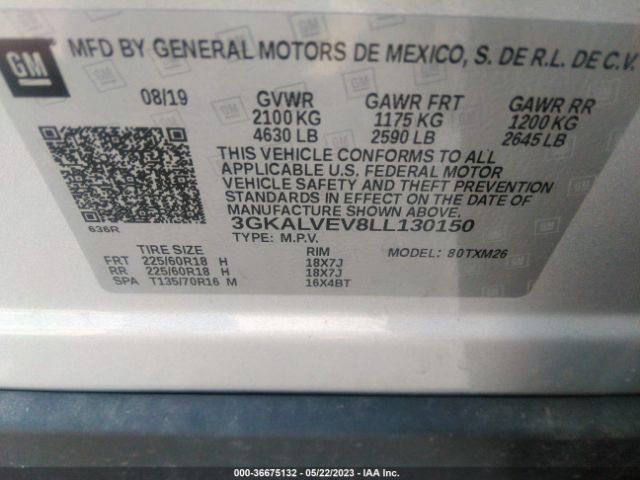 GM
MFD BY GENERAL MOTORS DE MEXICO, S. DE R.L. DE C.V.
08/19 GVWR GAWR FRT GAWR RR
2100 KG 1175 KG 1200 KG
4630 LB 2590 LB 2645 LB
THIS VEHICLE CONFORMS TO ALL
APPLICABLE U.S. FEDERAL MOTOR
VEHICLE SAFETY AND THEFT PREVENTION
STANDARDS IN EFFECT ON THE DATE OF
MANUFACTURE SHOWN ABOVE.
636R
3GKALVEV8LL130150
TYPE: M.P.V. MODEL: 80TXM26
TIRE SIZE RIM
FRT 225/60R18 H 18X7J
RR 225/60R18 H 18X7J
SPA T135/70R16 M 16X4BT
000-36675132 - 05/22/2023 - IAA Inc.